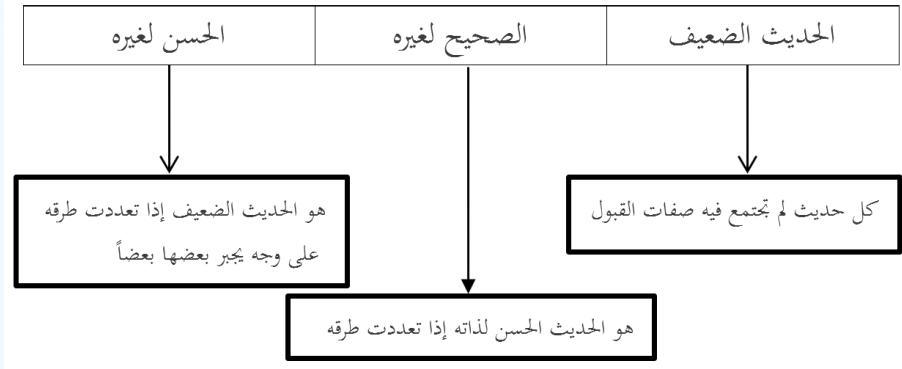 الحديث الضعيف
الصحيح لغيره
الحسن لغيره
كل حديث لم تجتمع فيه صفات القبول
هو الحديث الضعيف إذا تعددت طرقه
على وجه يجبر بعضها بعضاً
هو الحديث الحسن لذاته إذا تعددت طرقه